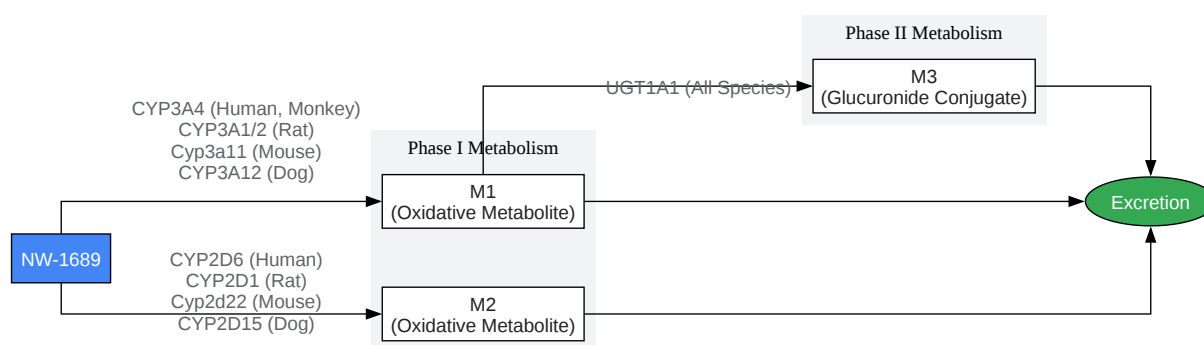 Phase II Metabolism
M3
(Glucuronide Conjugate)
UGT1A1 (All Species)
CYP3A4 (Human, Monkey)
CYP3A1/2 (Rat)
Cyp3a11 (Mouse)
CYP3A12 (Dog)
Phase I Metabolism
M1
(Oxidative Metabolite)
Excretion
NW-1689
CYP2D6 (Human)
CYP2D1 (Rat)
Cyp2d22 (Mouse)
CYP2D15 (Dog)
M2
(Oxidative Metabolite)